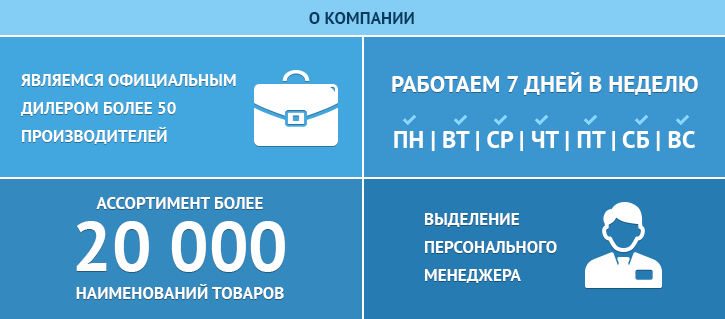 О КОМПАНИИ
ЯВЛЯЕМСЯ ОФИЦИАЛЬНЫМ
ДИЛЕРОМ БОЛЕЕ 50
ПРОИЗВОДИТЕЛЕЙ
РАБОТАЕМ 7 ДНЕЙ В НЕДЕЛЮ
ПН | ВТ | СР | ЧТ | ПТ | СБ | ВС
АССОРТИМЕНТ БОЛЕЕ
20 000
НАИМЕНОВАНИЙ ТОВАРОВ
ВЫДЕЛЕНИЕ
ПЕРСОНАЛЬНОГО
МЕНЕДЖЕРА